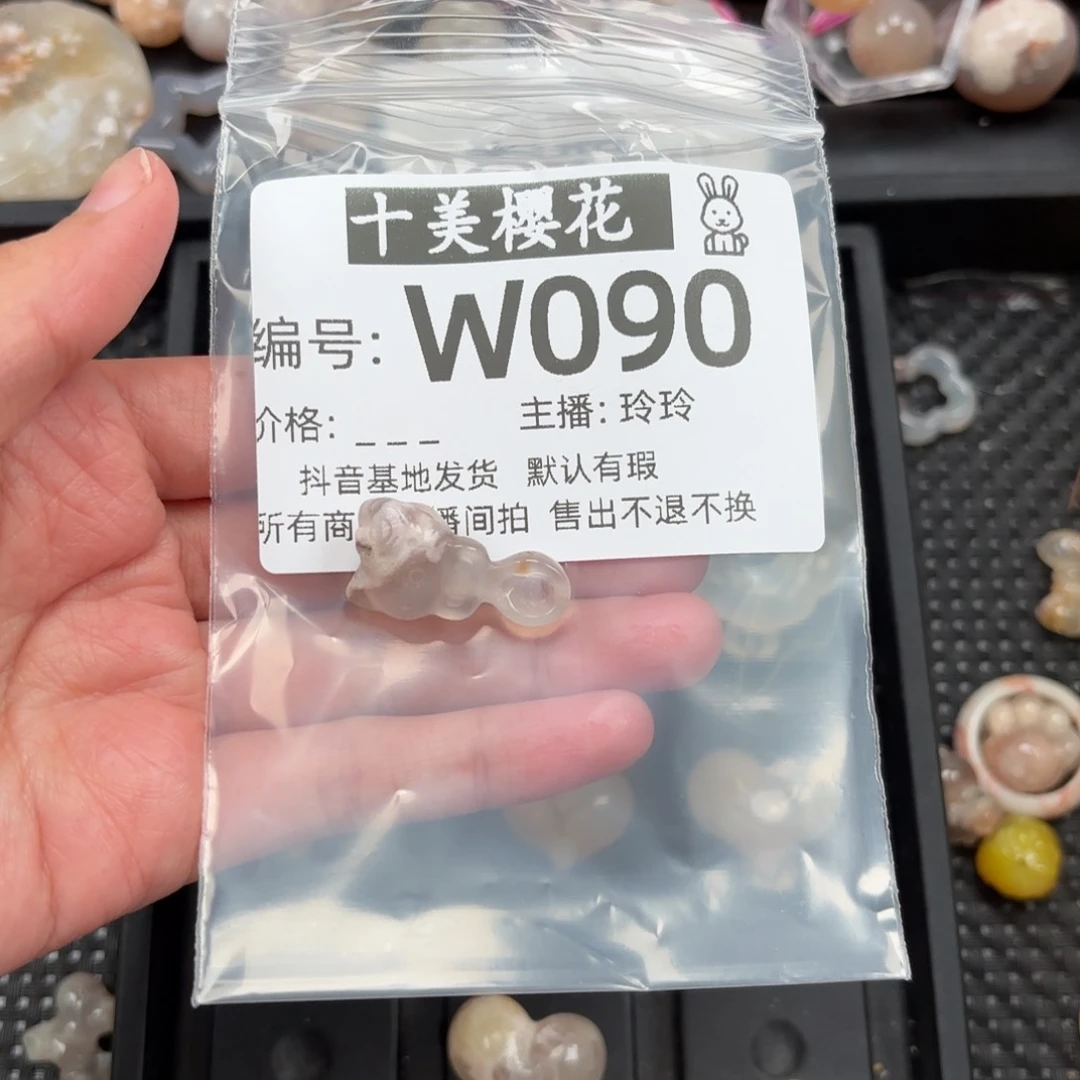 十美樱花
编号: W090
价格: _ _ _ 主播: 玲玲
抖音基地发货 默认有瑕
所有商 播间拍 售出不退不换